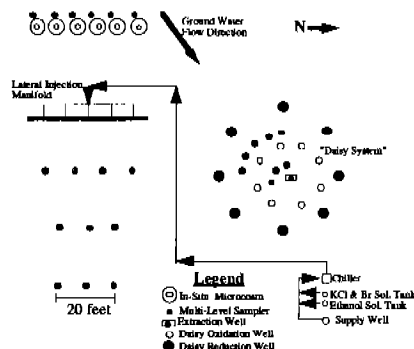 Ground Water
Flow Direction
N
Lateral Injection
Manifold
"Daisy System"
Legend
In-Situ Microcosm
Multi-Level Sampler
Extraction Well
Daisy Oxidation Well
Daisy Reduction Well
20 feet
Chiller
KCl & Br Sol. Tank
Ethanol Sol. Tank
Supply Well